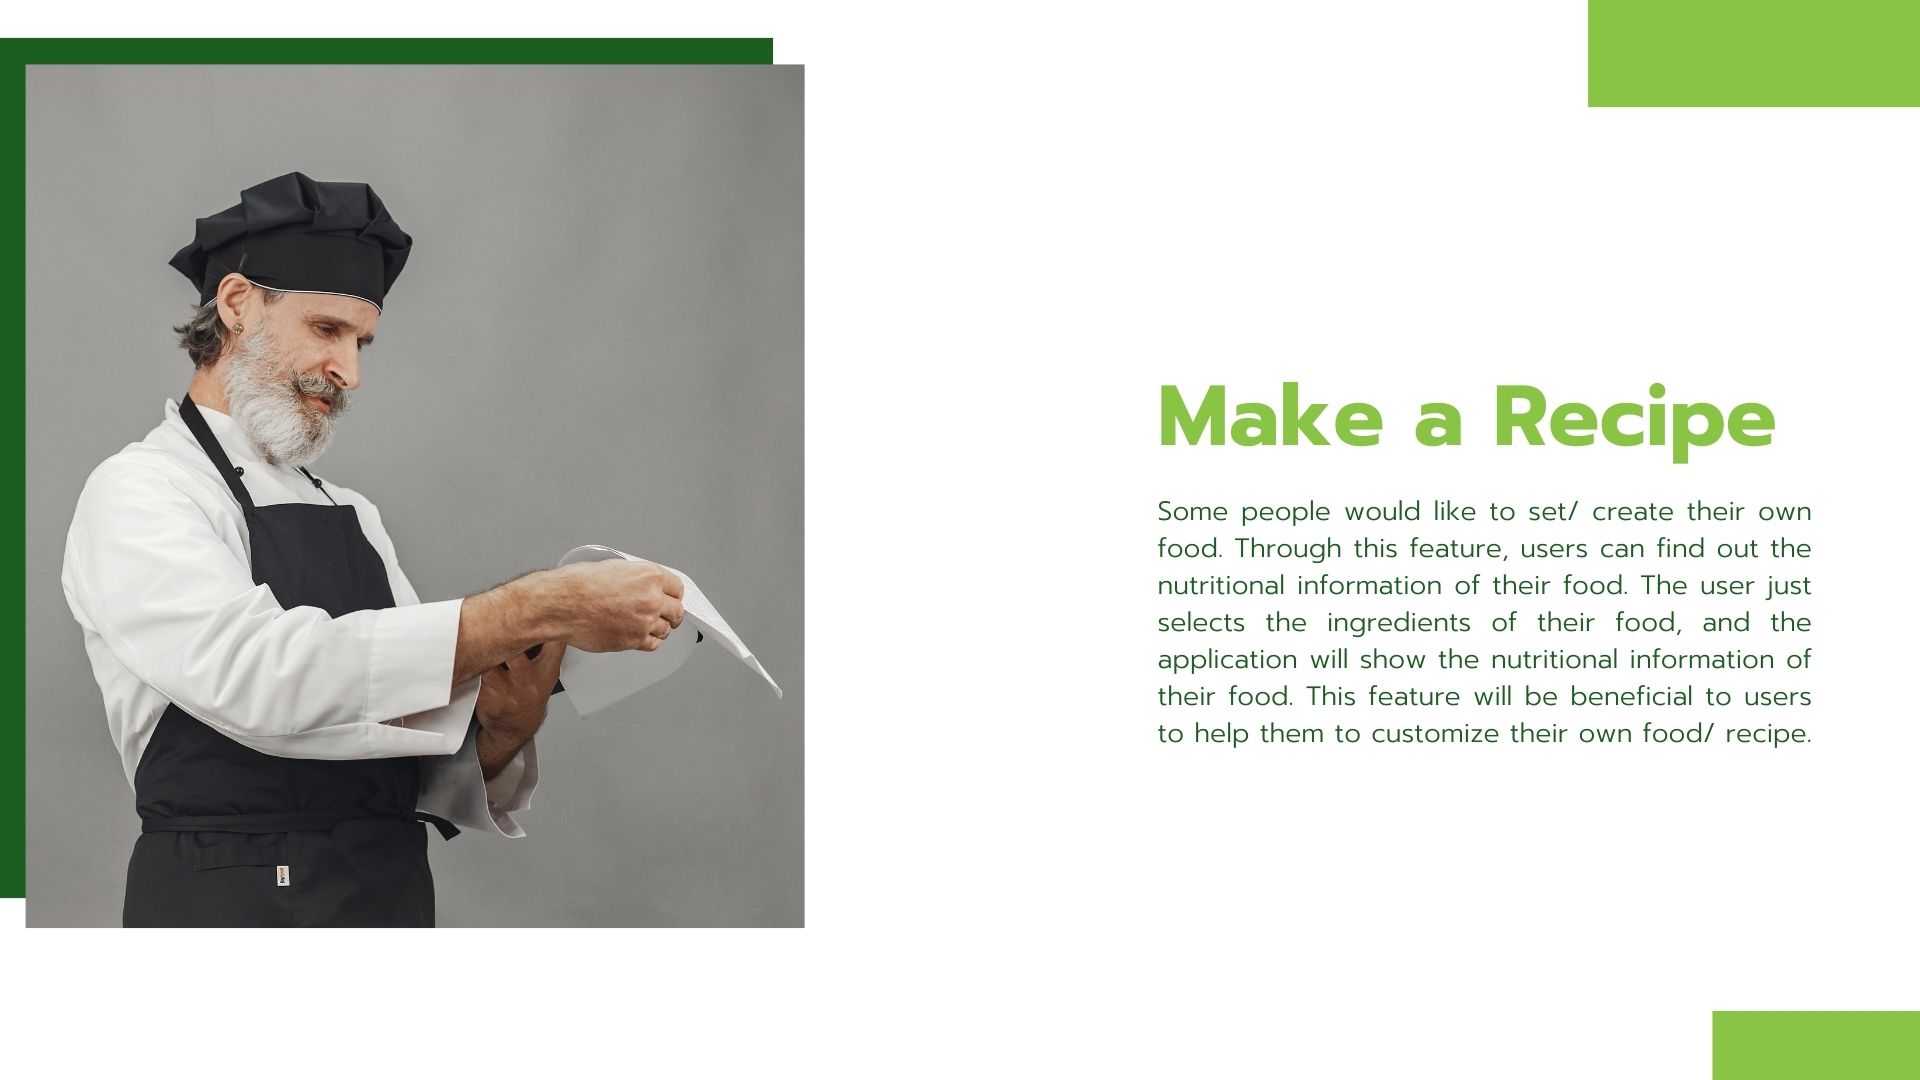 Make a Recipe
Some people would like to set/ create their own
food. Through this feature, users can find out the
nutritional information of their food. The user just
selects the ingredients of their food, and the
application will show the nutritional information of
their food. This feature will be beneficial to users
to help them to customize their own food/ recipe.